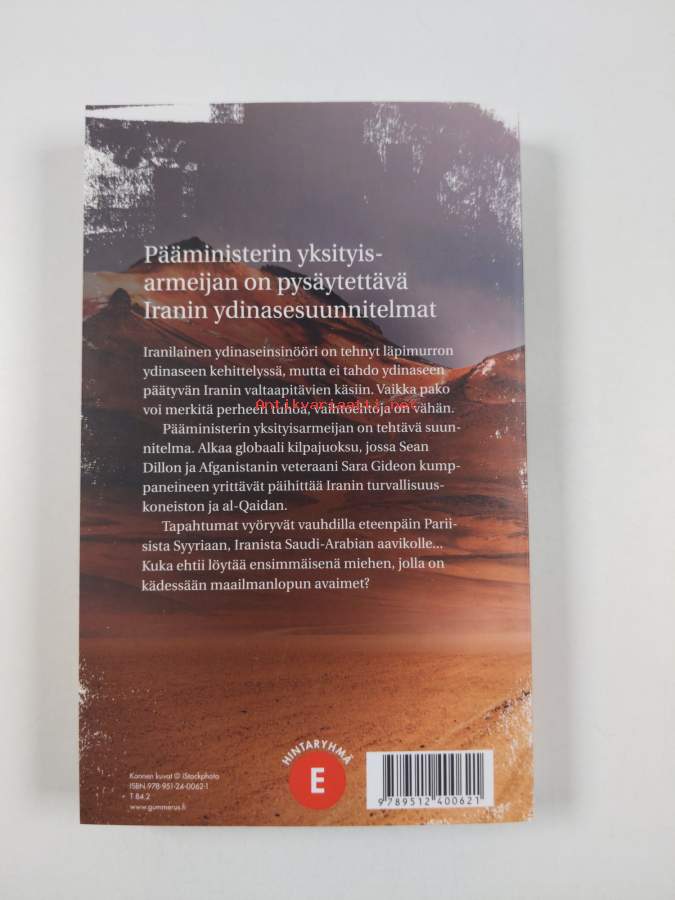 Pääministerin yksityis-
armeijan on pysäytettävä
Iranin ydinasesuunnitelmat
Iranilainen ydinaseinsinööri on tehnyt läpimurron
ydinaseen kehittelyssä, mutta ei tahdo ydinaseen
päätyvän Iranin valtaapitävien käsiin. Vaikka pako
Antikvariaatti.net
voi merkitä perheen tuhoa, vaihtoehtoja on vähän.
Pääministerin yksityisarmeijan on tehtävä suun-
nitelma. Alkaa globaali kilpajuoksu, jossa Sean
Dillon ja Afganistanin veteraani Sara Gideon kump-
paneineen yrittävät päihittää Iranin turvallisuus-
koneiston ja al-Qaidan.
Tapahtumat vyöryvät vauhdilla eteenpäin Parii-
sista Syyriaan, Iranista Saudi-Arabian aavikolle...
Kuka ehtii löytää ensimmäisenä miehen, jolla on
kädessään maailmanlopun avaimet?
HINTARYHMÄ
E
Kannen kuvat © iStockphoto
ISBN 978-951-24-0062-1
T 84.2
www.gummerus.fi
9 789512 400621